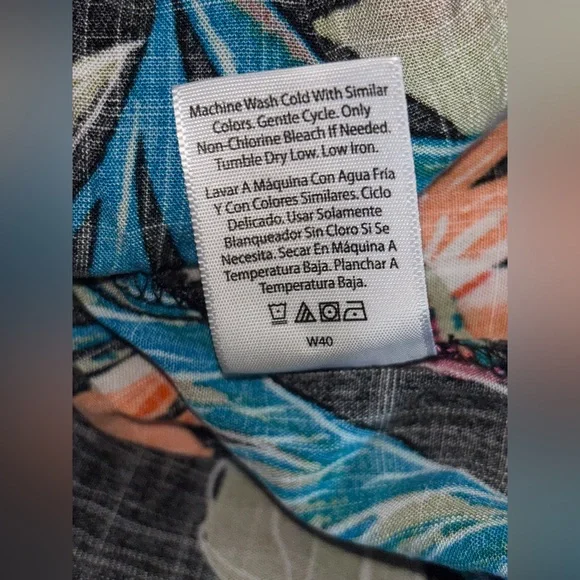 Machine Wash Cold With Similar
Colors. Gentle Cycle. Only
Non-Chlorine Bleach If Needed.
Tumble Dry Low. Low Iron.
Lavar A Máquina Con Agua Fría
Y Con Colores Similares. Ciclo
Delicado. Usar Solamente
Blanqueador Sin Cloro Si Se
Necesita. Secar En Máquina A
Temperatura Baja. Planchar A
Temperatura Baja.
W40